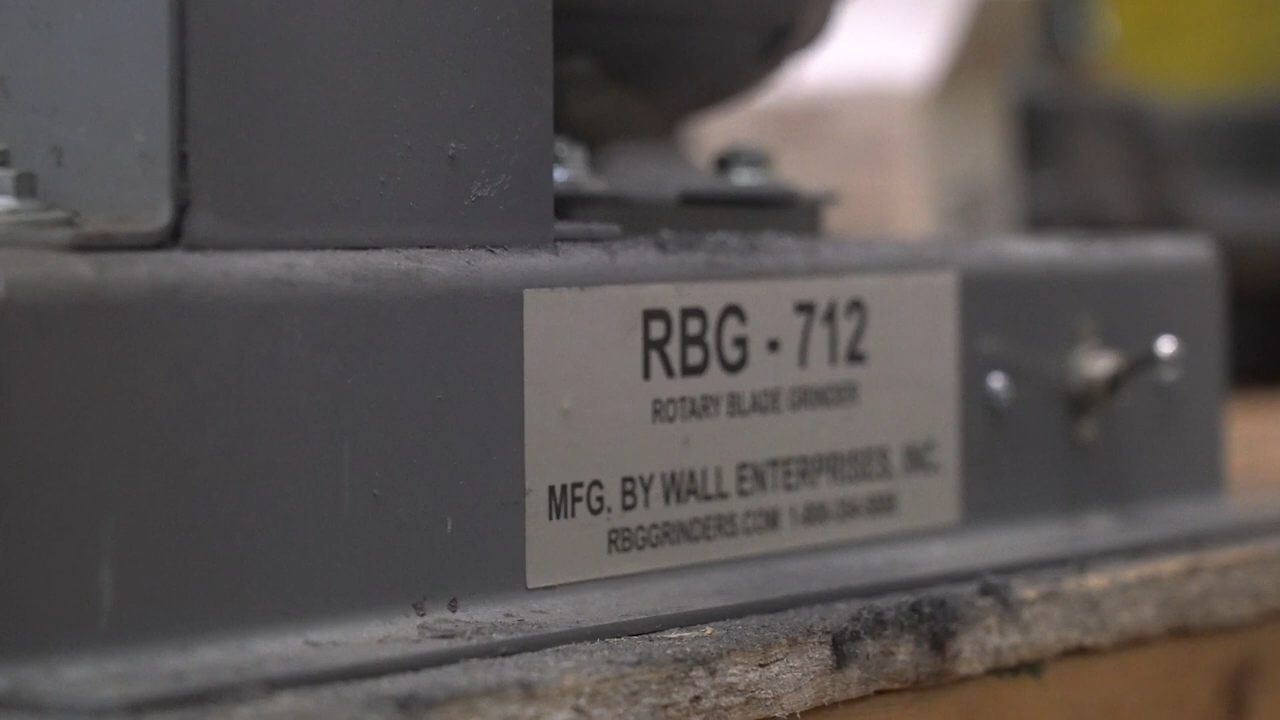 RBG - 712
ROTARY BLADE GRINDER
MFG. BY WALL ENTERPRISES, INC.
RBGGRINDERS.COM